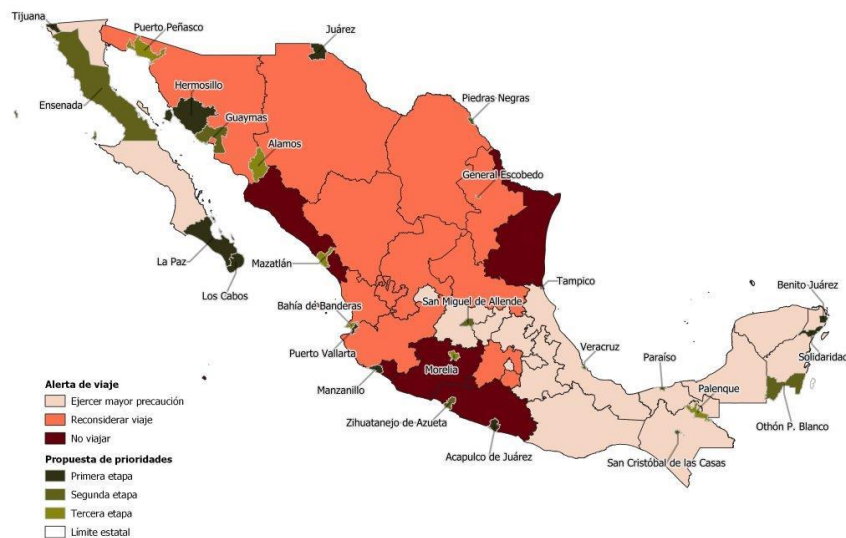 Tijuana
Puerto Peñasco
Juárez
Hermosillo
Piedras Negras
Ensenada
Guaymas
Alamos
General Escobedo
La Paz
Mazatlán
Tampico
Los Cabos
Benito Juárez
Bahía de Banderas
San Miguel de Allende
Puerto Vallarta
Veracruz
Paraíso
Solidaridad
Morelia
Manzanillo
Palenque
Zihuatanejo de Azueta
Othón P. Blanco
Acapulco de Juárez
San Cristóbal de las Casas
Alerta de viaje
Ejercer mayor precaución
Reconsiderar viaje
No viajar
Propuesta de prioridades
Primera etapa
Segunda etapa
Tercera etapa
Límite estatal